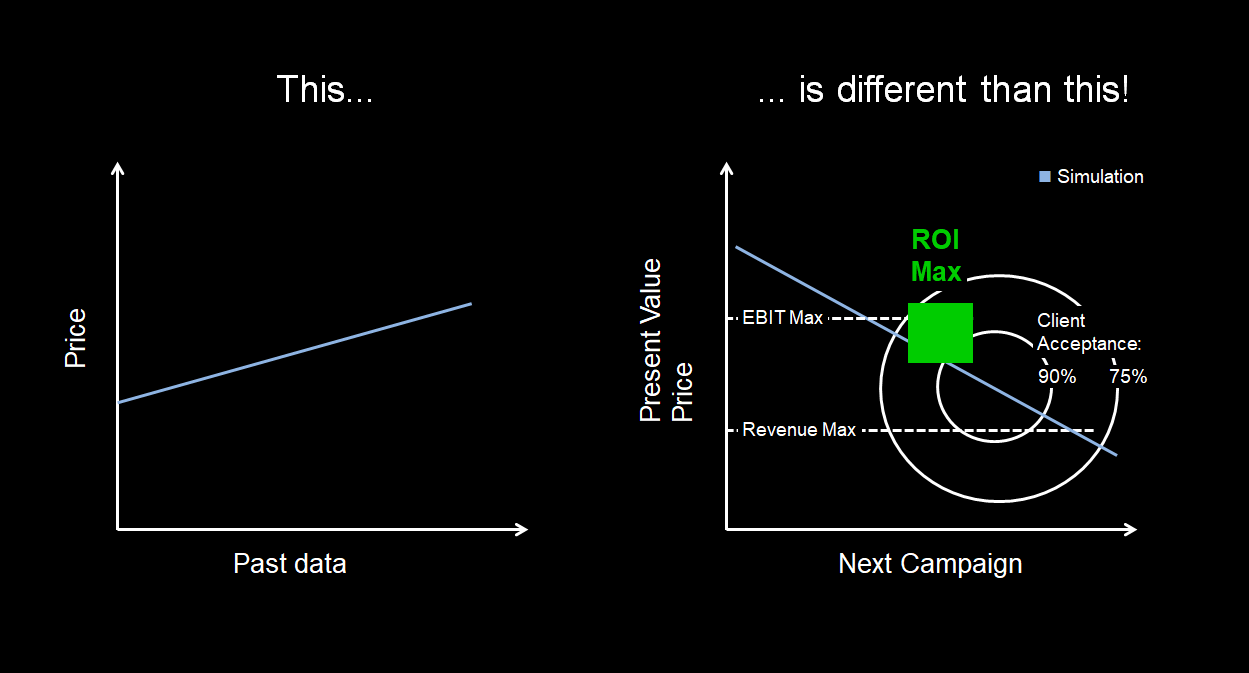 This...
... is different than this!
Price
Past data
Simulation
ROI
Max
EBIT Max
Client
Acceptance:
90% 75%
Revenue Max
Present Value
Price
Next Campaign